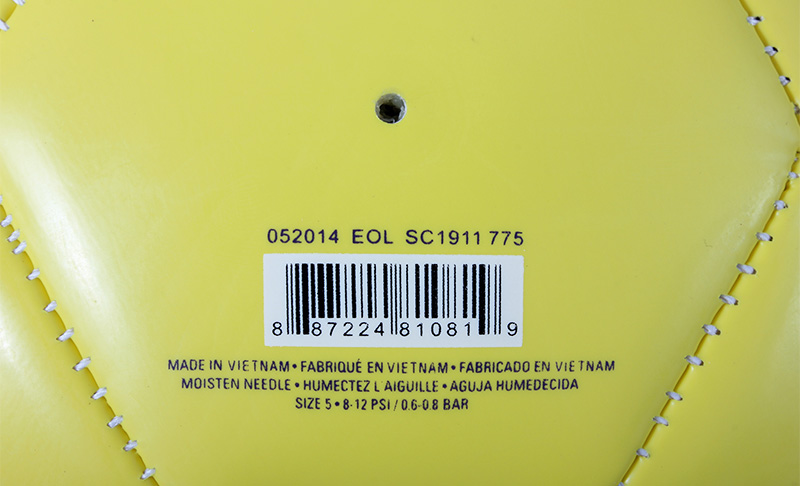 052014 EOL SC1911 775
8 87224 81081 9
MADE IN VIETNAM • FABRIQUÉ EN VIETNAM • FABRICADO EN VIETNAM
MOISTEN NEEDLE • HUMECTEZ L AIGUILLE • AGUJA HUMEDECIDA
SIZE 5 • 8-12 PSI / 0.6-0.8 BAR